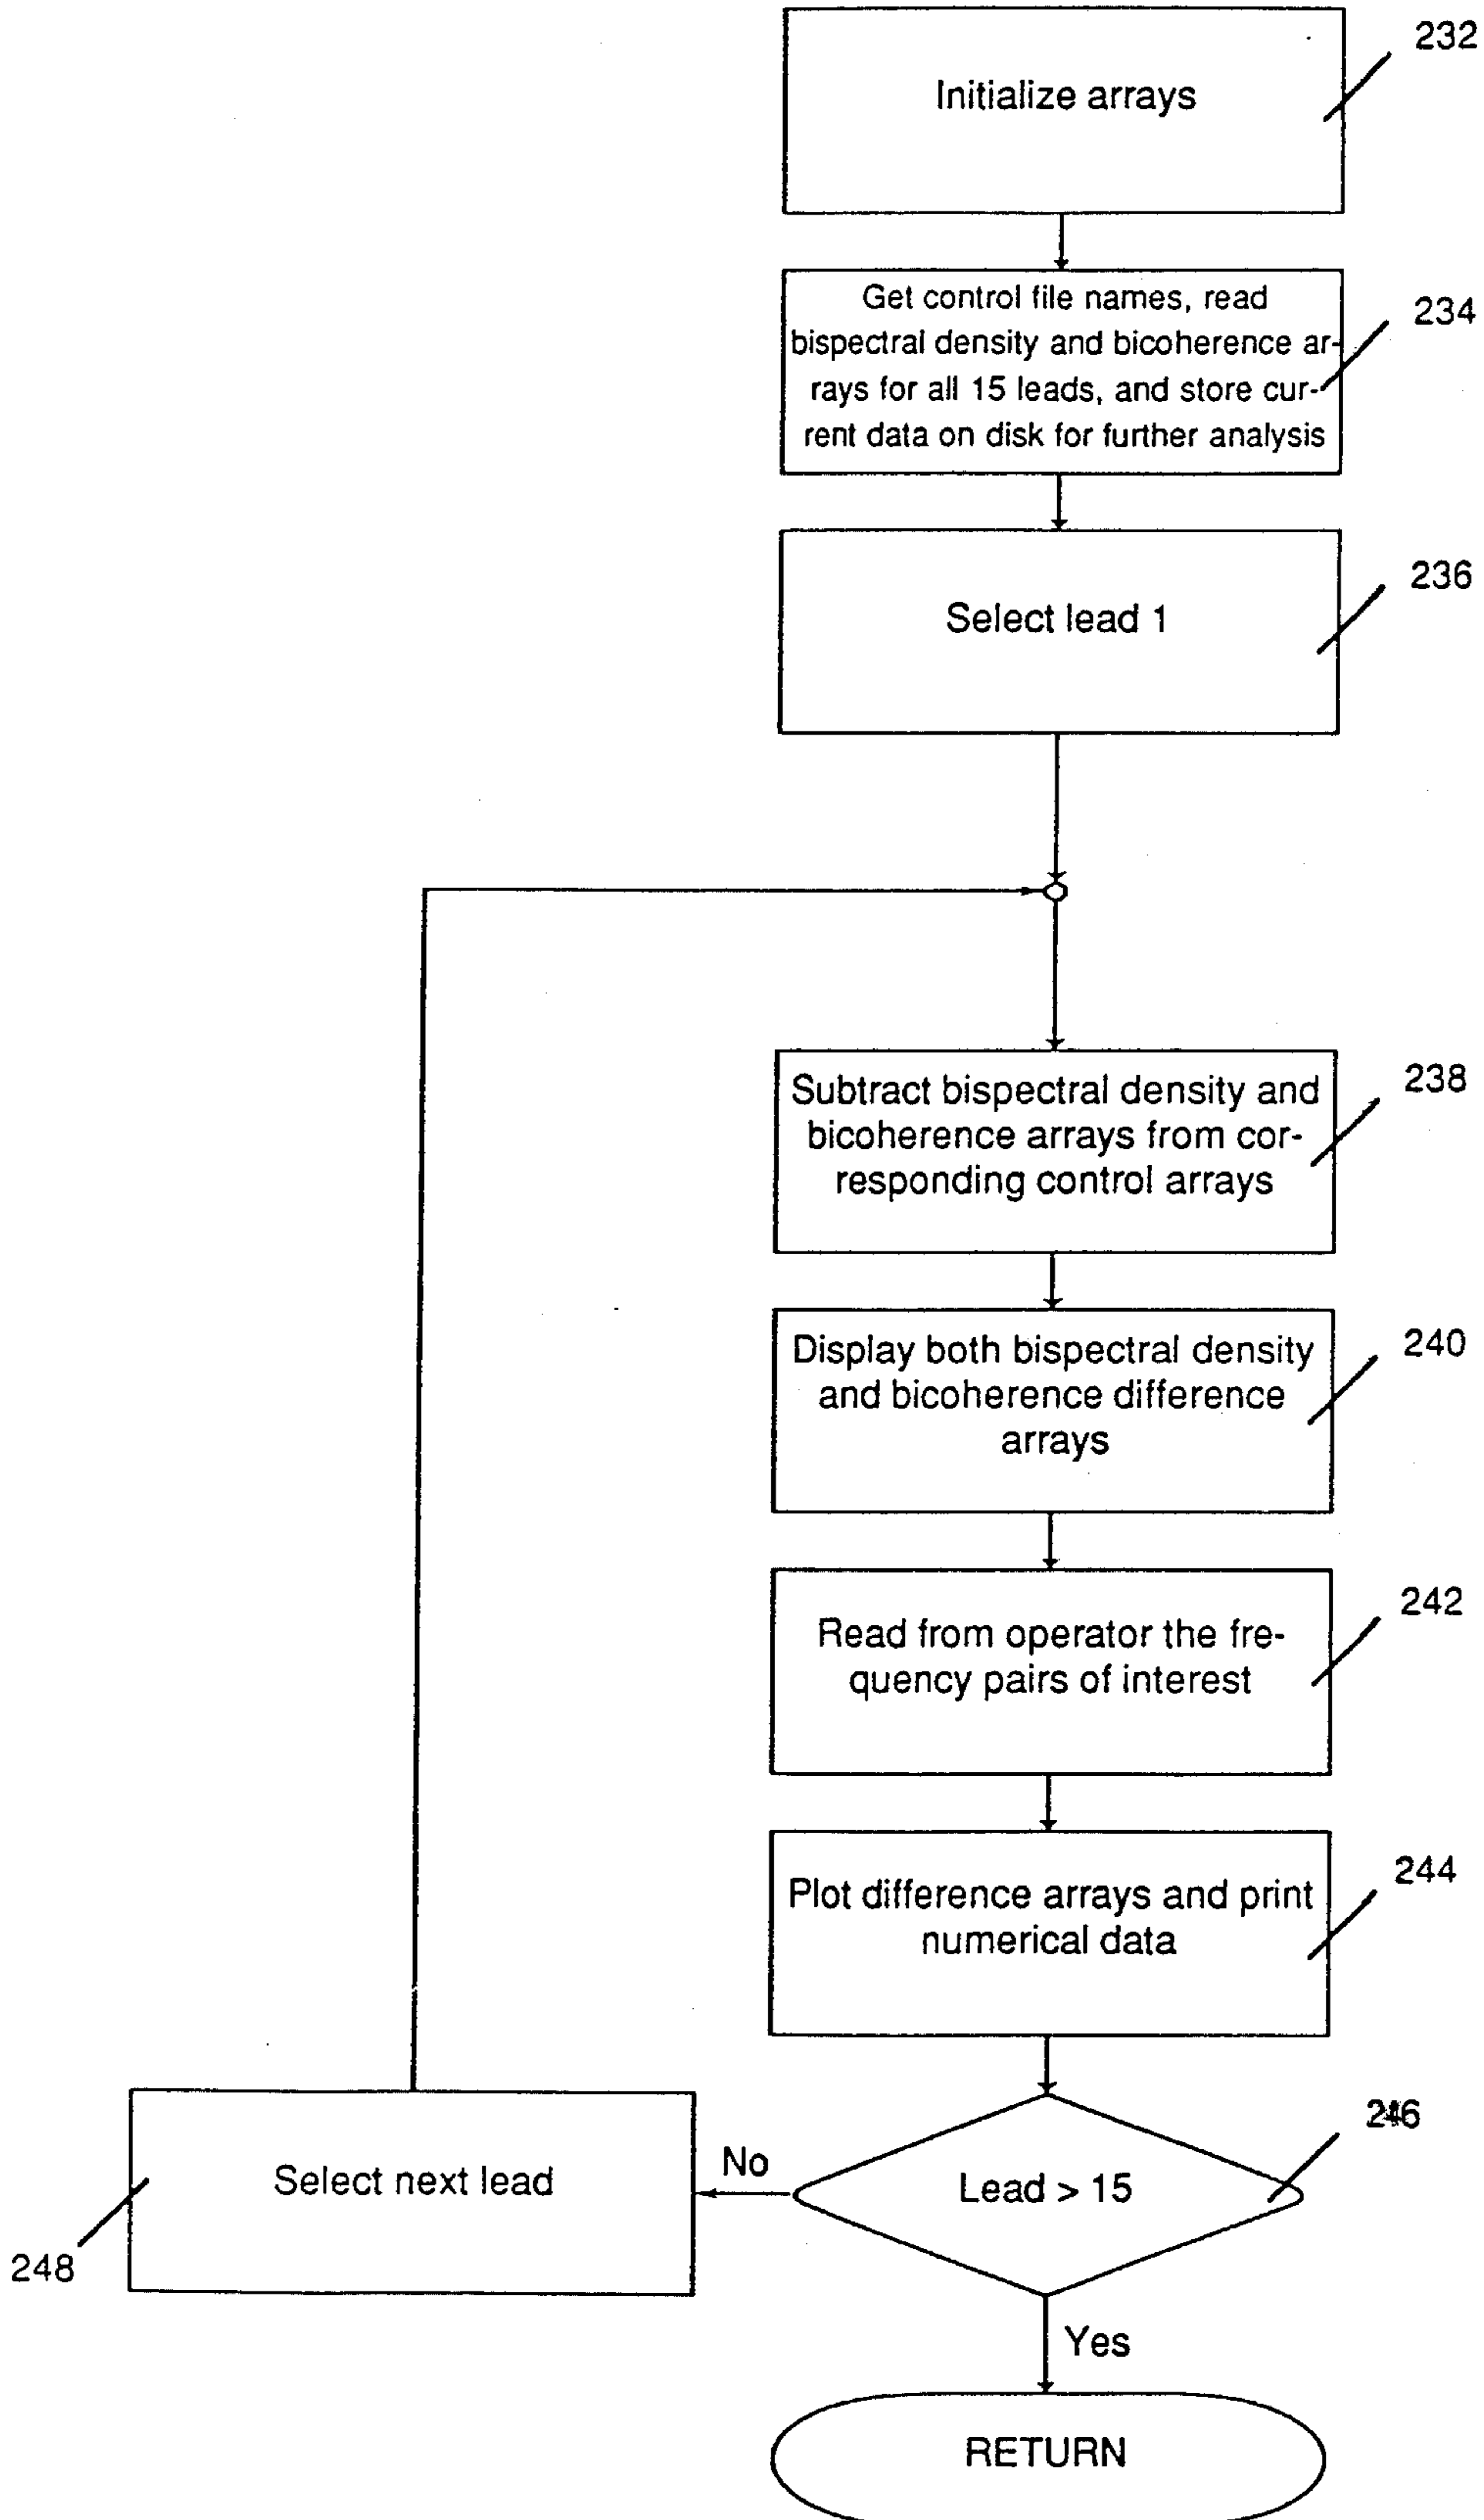 232
Initialize arrays
234
Get control file names, read
bispectral density and bicoherence ar-
rays for all 15 leads, and store cur-
rent data on disk for further analysis
236
Select lead 1
238
Subtract bispectral density and
bicoherence arrays from cor-
responding control arrays
240
Display both bispectral density
and bicoherence difference
arrays
242
Read from operator the fre-
quency pairs of interest
244
Plot difference arrays and print
numerical data
246
Lead > 15
No
Select next lead
248
Yes
RETURN